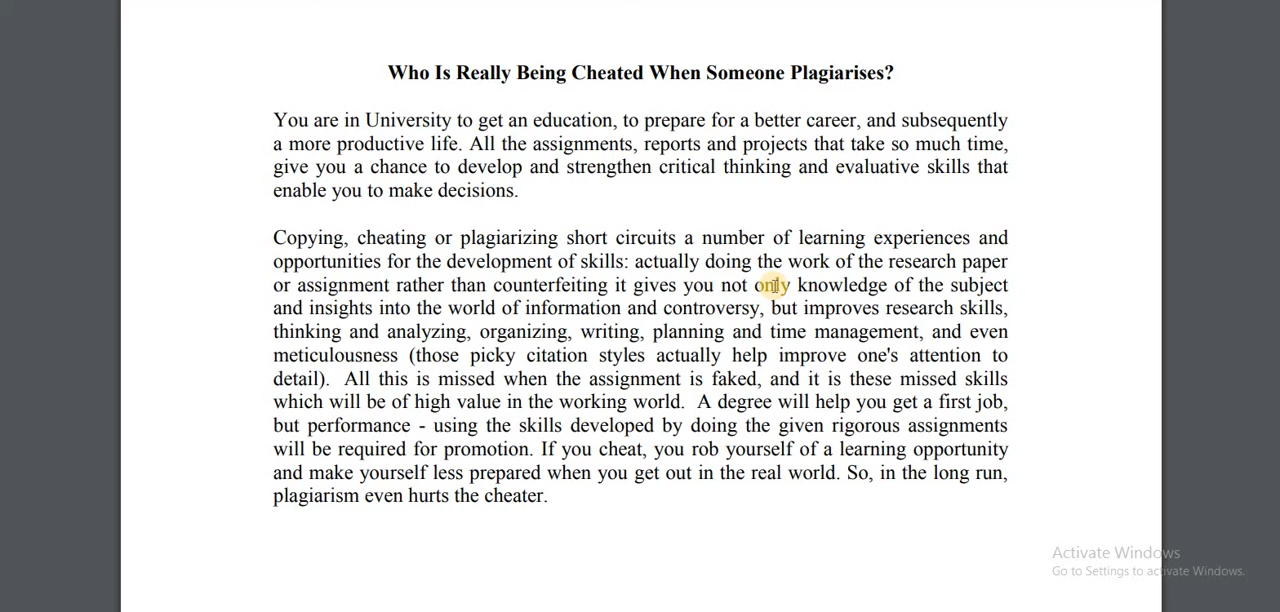 Who Is Really Being Cheated When Someone Plagiarises?
You are in University to get an education, to prepare for a better career, and subsequently
a more productive life. All the assignments, reports and projects that take so much time,
give you a chance to develop and strengthen critical thinking and evaluative skills that
enable you to make decisions.
Copying, cheating or plagiarizing short circuits a number of learning experiences and
opportunities for the development of skills: actually doing the work of the research paper
or assignment rather than counterfeiting it gives you not only knowledge of the subject
and insights into the world of information and controversy, but improves research skills,
thinking and analyzing, organizing, writing, planning and time management, and even
meticulousness (those picky citation styles actually help improve one's attention to
detail).  All this is missed when the assignment is faked, and it is these missed skills
which will be of high value in the working world.  A degree will help you get a first job,
but performance - using the skills developed by doing the given rigorous assignments
will be required for promotion. If you cheat, you rob yourself of a learning opportunity
and make yourself less prepared when you get out in the real world. So, in the long run,
plagiarism even hurts the cheater.
Activate Windows
Go to Settings to activate Windows.